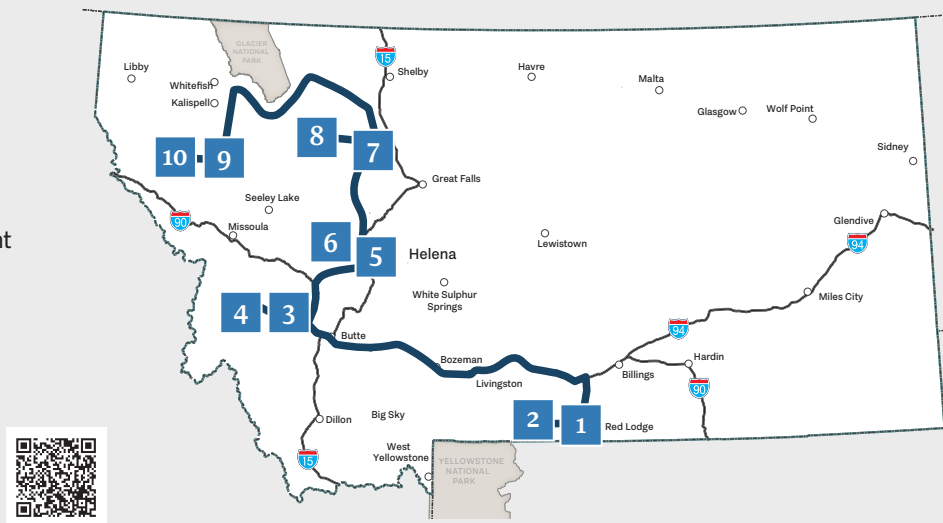 GLACIER
NATIONAL
PARK
15
Libby
Whitefish
Kalispell
Shelby
Havre
Malta
Glasgow
Wolf Point
Sidney
8
7
10
9
Great Falls
Seeley Lake
90
Missoula
nt
6
5
Helena
Lewistown
Glendive
94
White Sulphur
Springs
Miles City
4
3
Butte
94
Bozeman
Livingston
Billings
Hardin
90
2
1
Red Lodge
Dillon
Big Sky
West
Yellowstone
15
YELLOWSTONE
NATIONAL
PARK